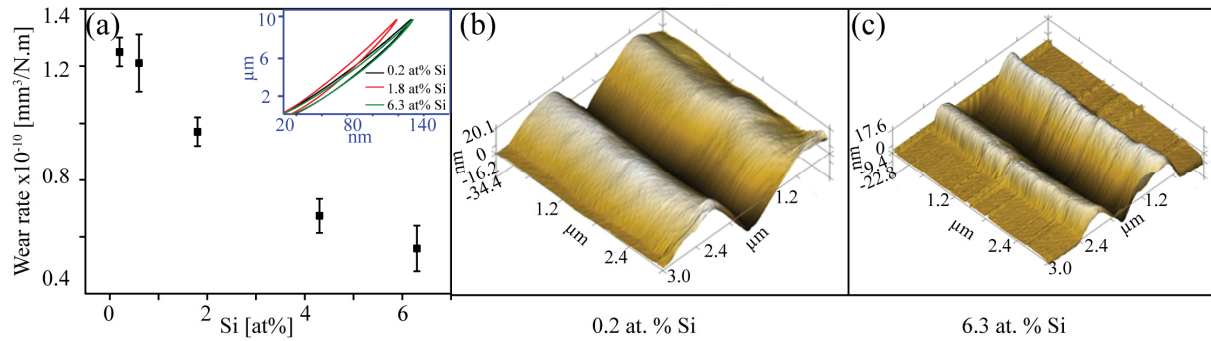 (a)
1.4
1.2
0.8
0.4
Wear rate x10⁻¹⁰ [mm³/N.m]
0
2
4
6
Si [at%]
10
6
2
μm
20
80
140
nm
0.2 at% Si
1.8 at% Si
6.3 at% Si
(b)
20.1
0
-16.2
-34.4
nm
1.2
μm
2.4
3.0
2.4
μm
1.2
0.2 at. % Si
(c)
17.6
0
-9.4
-22.8
nm
1.2
μm
2.4
3.0
2.4
μm
1.2
6.3 at. % Si